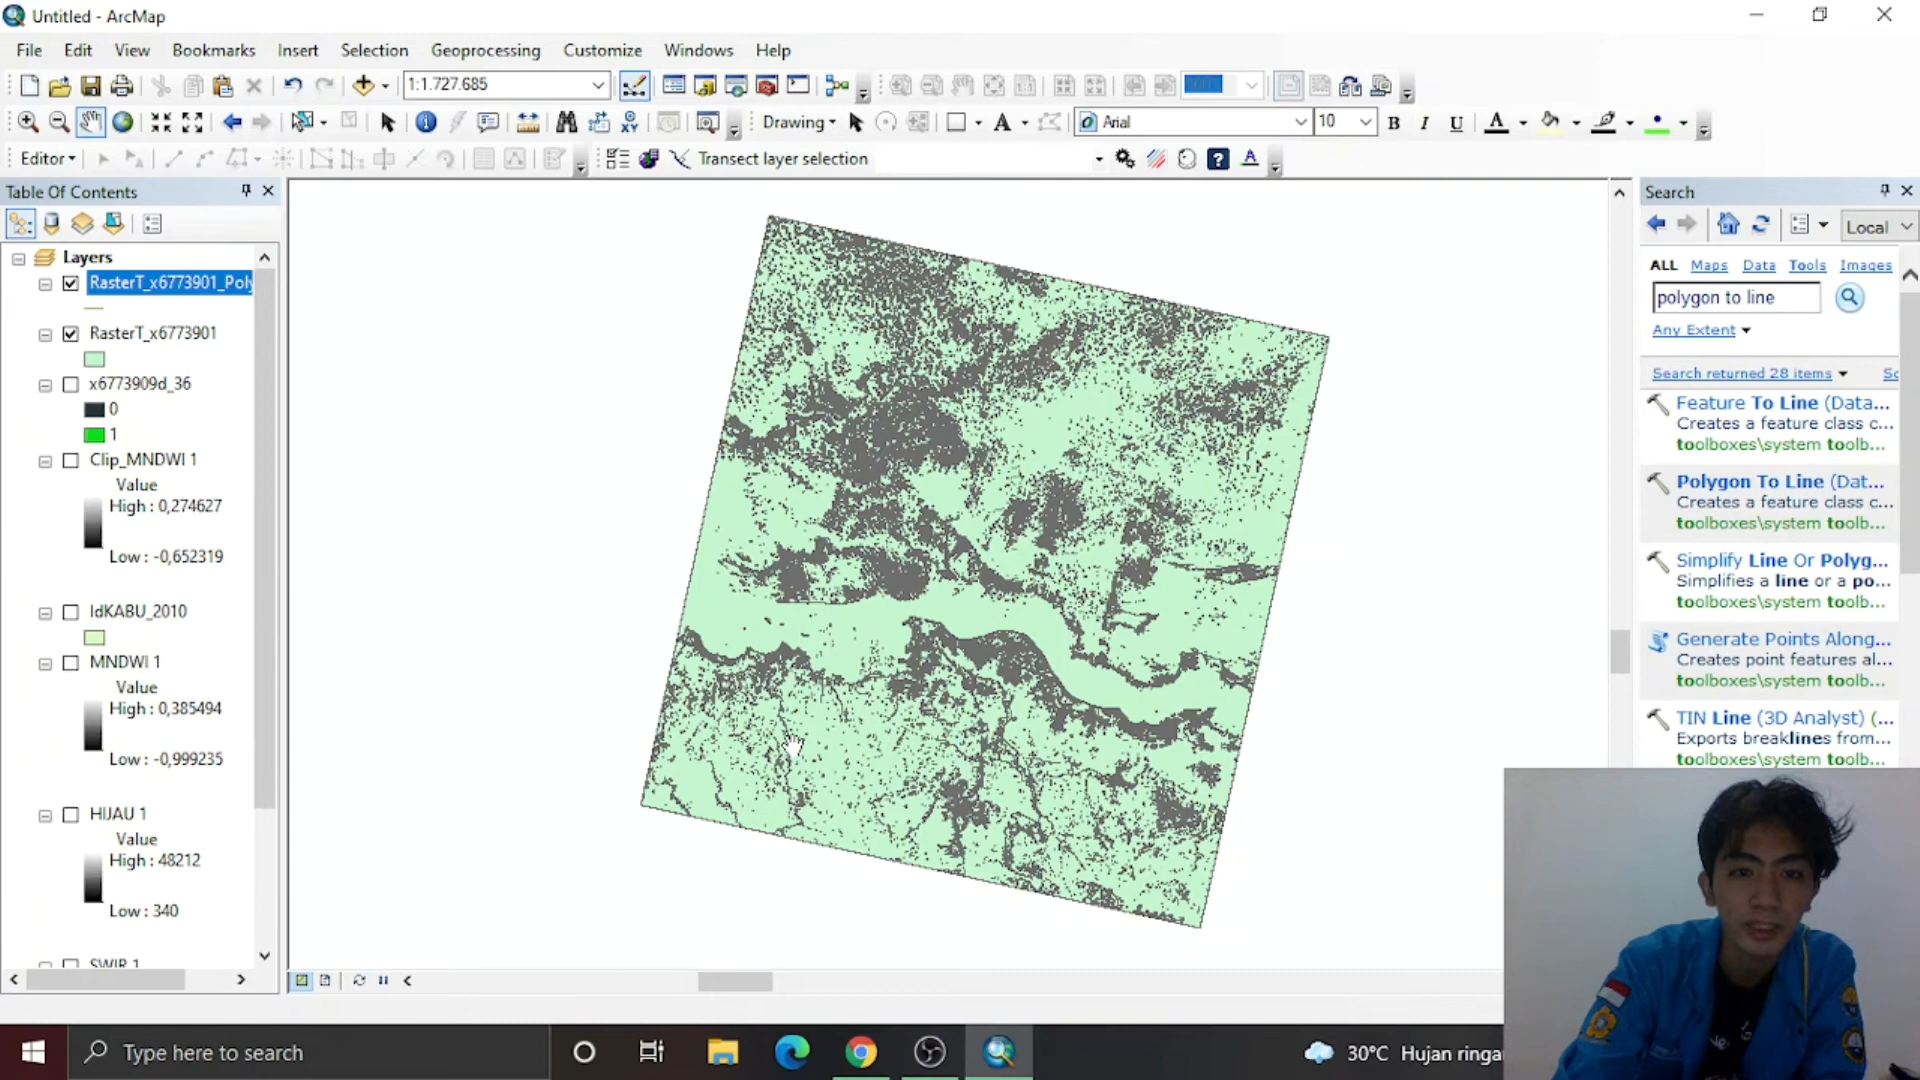 Untitled - ArcMap
File Edit View Bookmarks Insert Selection Geoprocessing Customize Windows Help
1:1.727.685
Drawing Arial 10 B I U A
Editor Transect layer selection
Table Of Contents
Layers
RasterT_x6773901_Poly
RasterT_x6773901
x6773909d_36
0
1
Clip_MNDWI 1
Value
High : 0,274627
Low : -0,652319
IdKABU_2010
MNDWI 1
Value
High : 0,385494
Low : -0,999235
HIJAU 1
Value
High : 48212
Low : 340
SWIR 1
Search
Local
ALL Maps Data Tools Images
polygon to line
Any Extent
Search returned 28 items
Feature To Line (Data...
Creates a feature class c...
toolboxes\system toolb...
Polygon To Line (Dat...
Creates a feature class c...
toolboxes\system toolb...
Simplify Line Or Polyg...
Simplifies a line or a po...
toolboxes\system toolb...
Generate Points Along...
Creates point features al...
toolboxes\system toolb...
TIN Line (3D Analyst) (...
Exports breaklines from...
toolboxes\system toolb...
Type here to search
30°C Hujan ringa